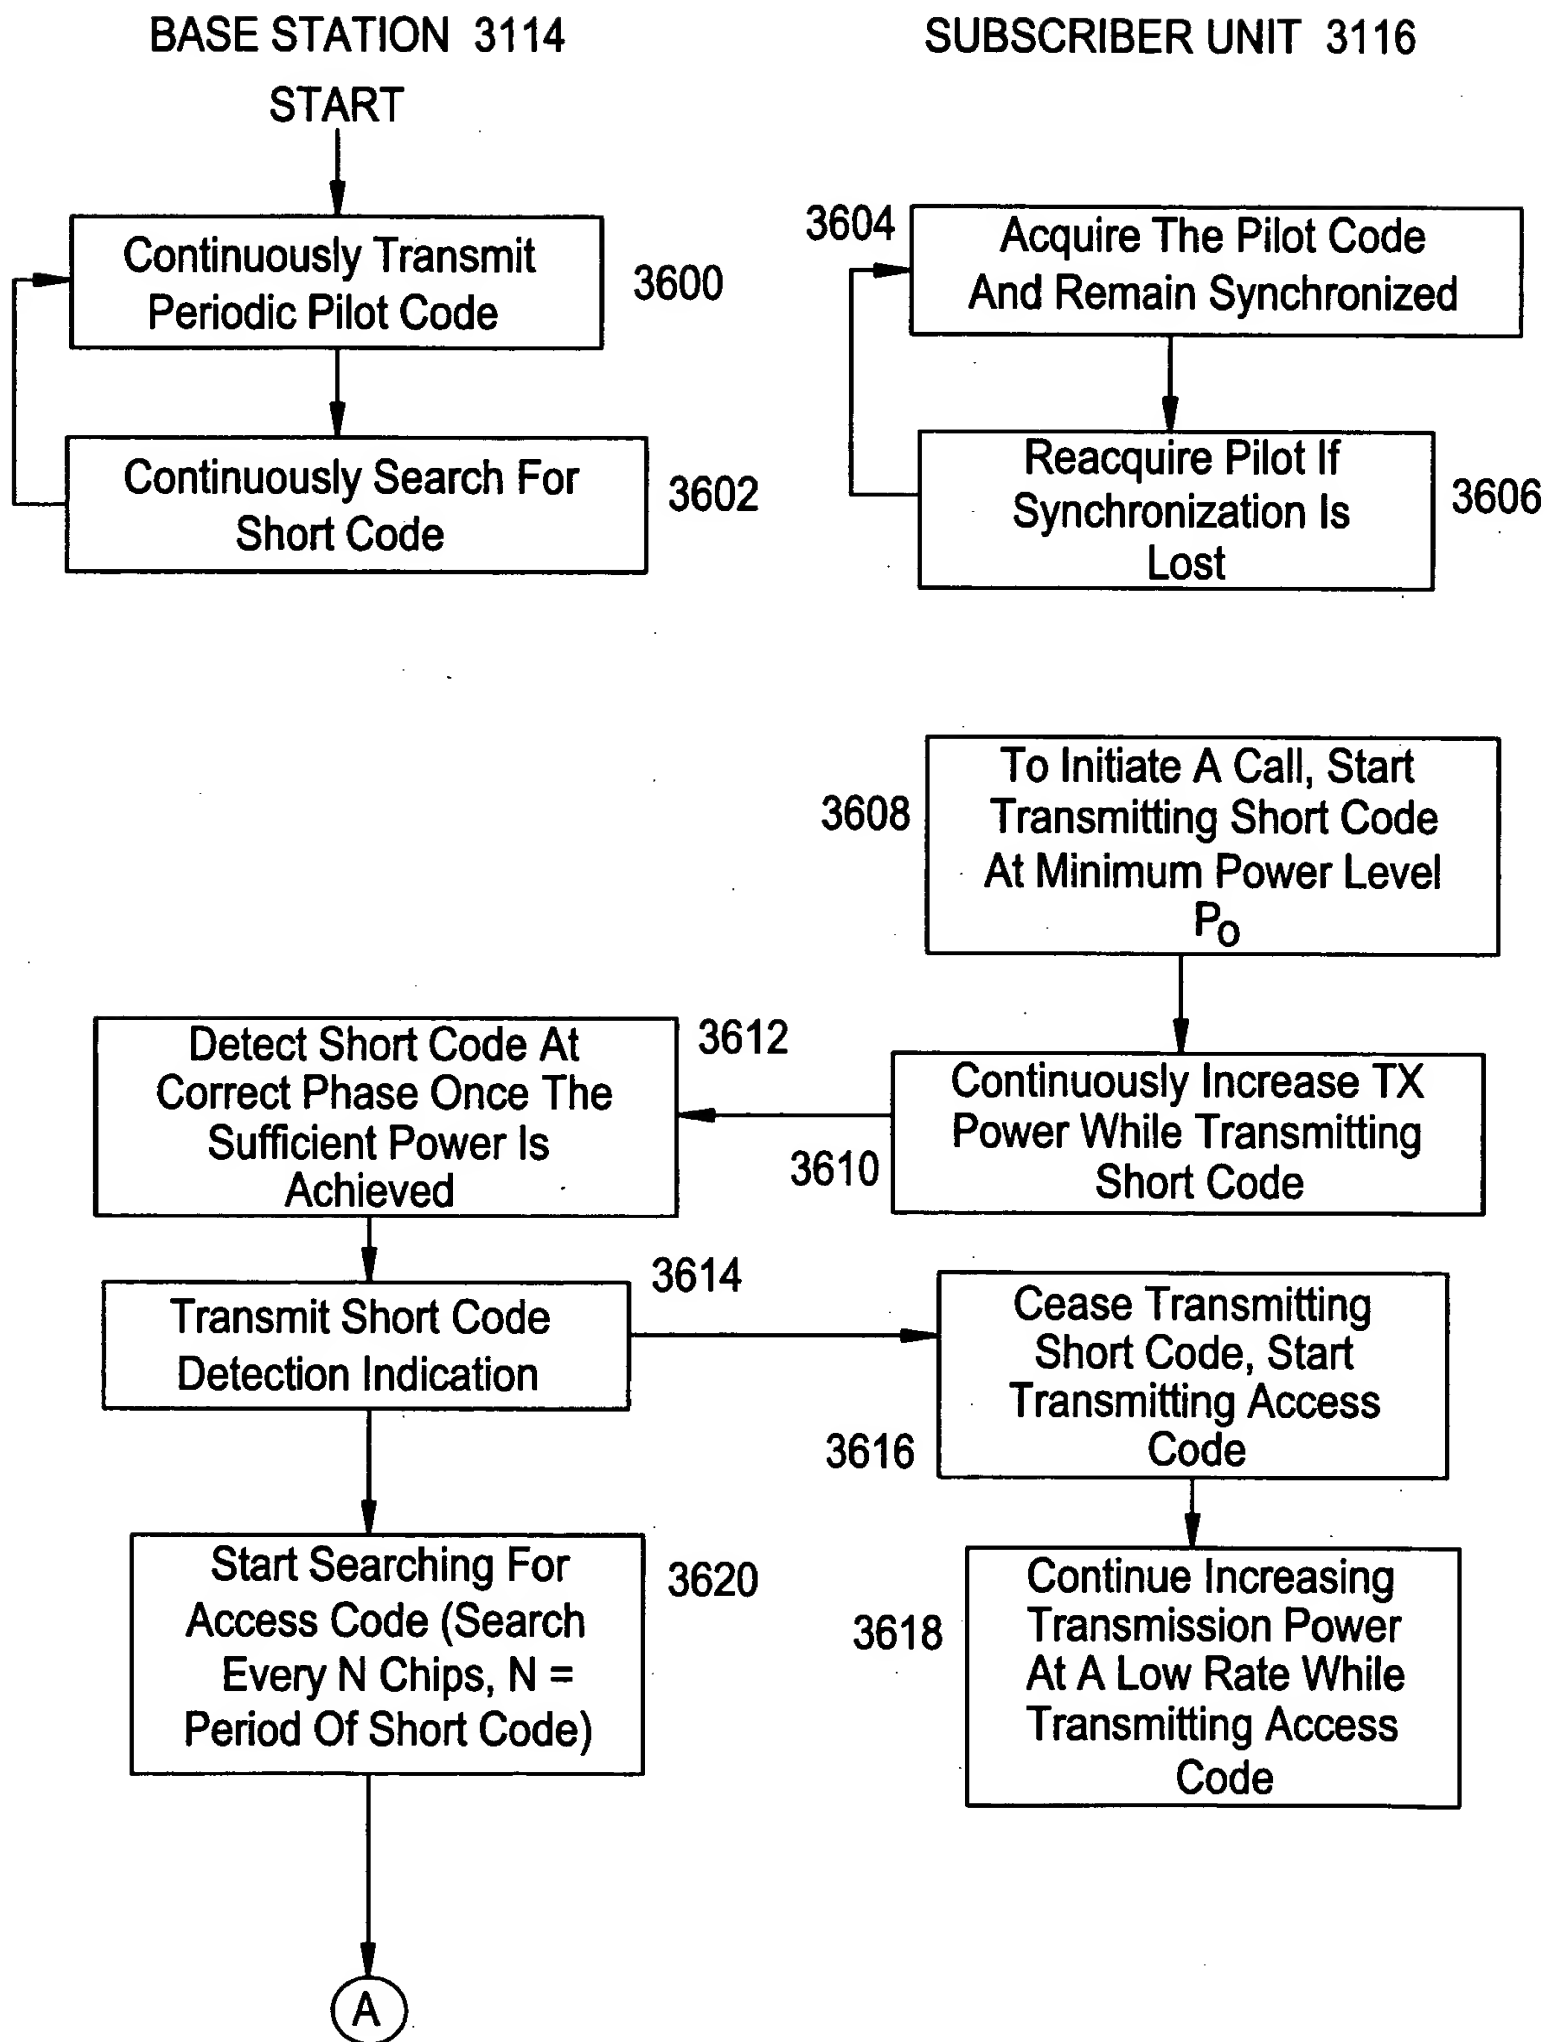 BASE STATION 3114
SUBSCRIBER UNIT 3116
START
Continuously Transmit
Periodic Pilot Code
3600
3604
Acquire The Pilot Code
And Remain Synchronized
Continuously Search For
Short Code
3602
Reacquire Pilot If
Synchronization Is
Lost
3606
3608
To Initiate A Call, Start
Transmitting Short Code
At Minimum Power Level
Po
Detect Short Code At
Correct Phase Once The
Sufficient Power Is
Achieved
3612
3610
Continuously Increase TX
Power While Transmitting
Short Code
Transmit Short Code
Detection Indication
3614
3616
Cease Transmitting
Short Code, Start
Transmitting Access
Code
Start Searching For
Access Code (Search
Every N Chips, N =
Period Of Short Code)
3620
3618
Continue Increasing
Transmission Power
At A Low Rate While
Transmitting Access
Code
A